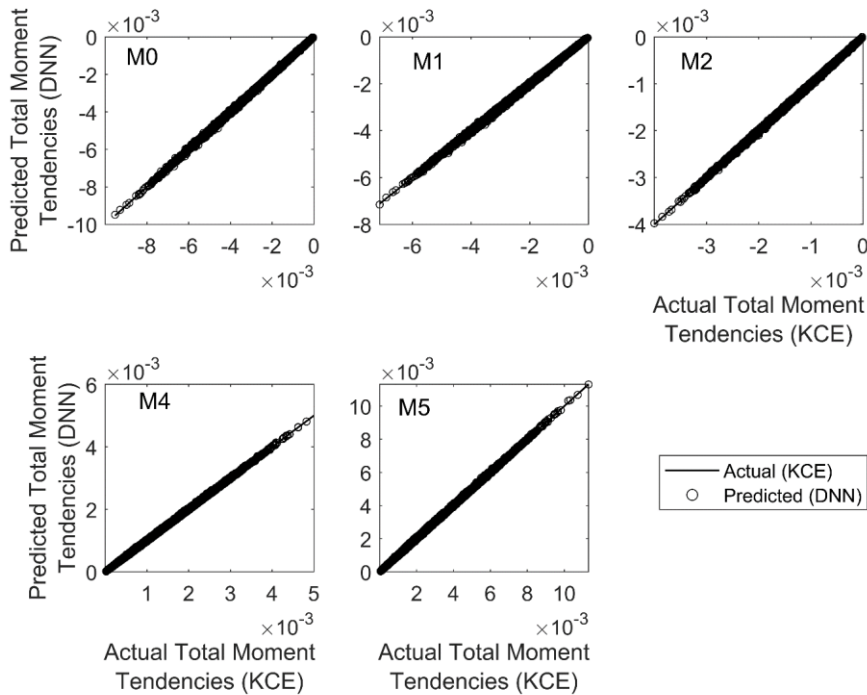 ×10⁻³
0
-2
-4
-6
-8
-10
M0
-8 -6 -4 -2 0
×10⁻³
Predicted Total Moment
Tendencies (DNN)
×10⁻³
0
-2
-4
-6
-8
M1
-6 -4 -2 0
×10⁻³
×10⁻³
0
-1
-2
-3
-4
M2
-3 -2 -1 0
×10⁻³
Actual Total Moment
Tendencies (KCE)
×10⁻³
6
4
2
0
M4
1 2 3 4 5
×10⁻³
Predicted Total Moment
Tendencies (DNN)
Actual Total Moment
Tendencies (KCE)
×10⁻³
10
8
6
4
2
0
M5
2 4 6 8 10
×10⁻³
Actual Total Moment
Tendencies (KCE)
Actual (KCE)
Predicted (DNN)